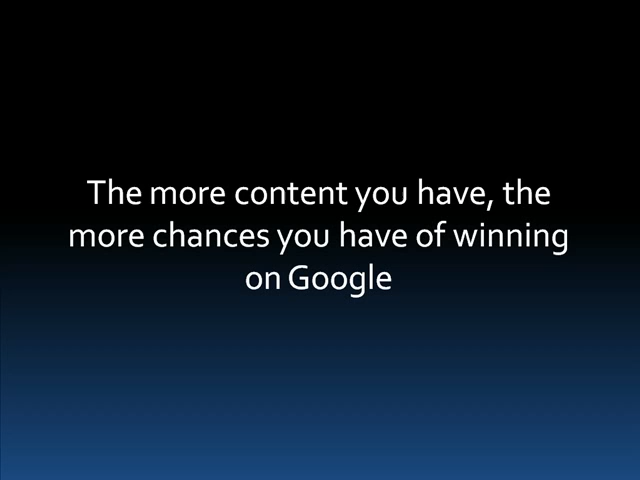 The more content you have, the
more chances you have of winning
on Google